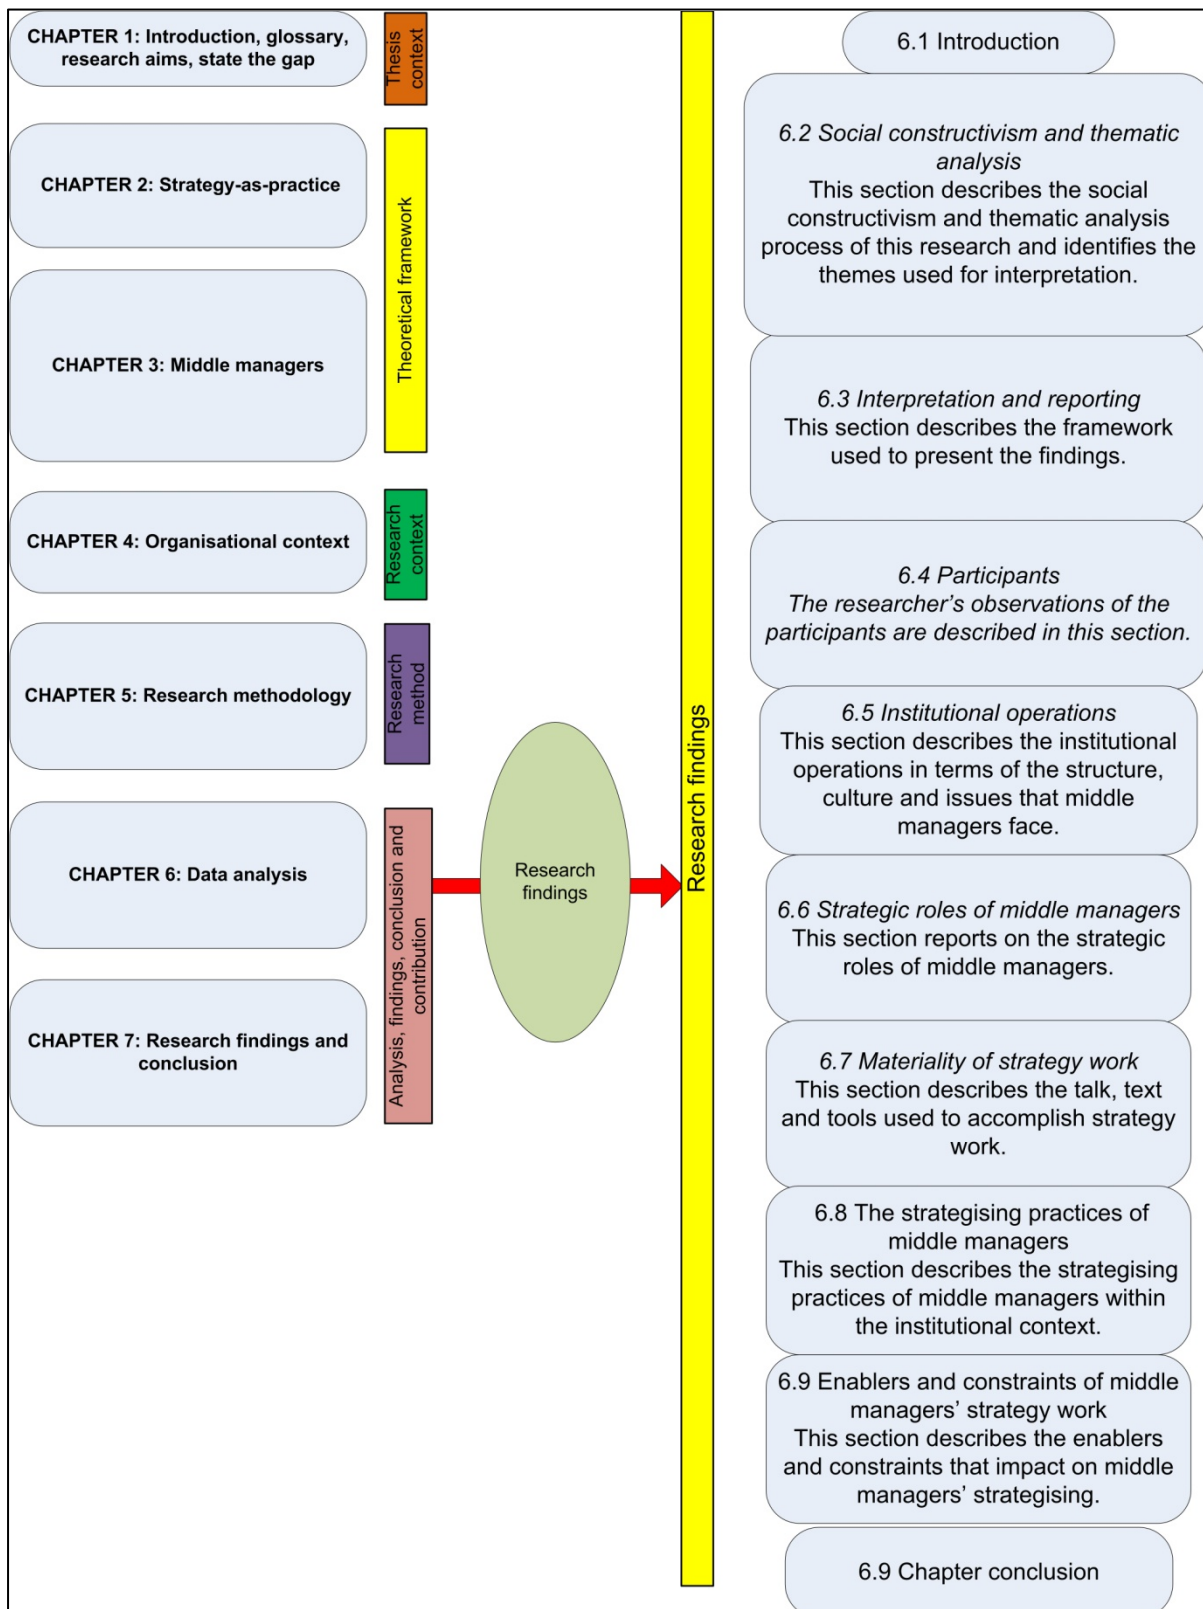 CHAPTER 1: Introduction, glossary,
research aims, state the gap
CHAPTER 2: Strategy-as-practice
CHAPTER 3: Middle managers
CHAPTER 4: Organisational context
CHAPTER 5: Research methodology
CHAPTER 6: Data analysis
CHAPTER 7: Research findings and
conclusion
Thesis
context
Theoretical framework
Research
context
Research
method
Analysis, findings, conclusion and
contribution
Research
findings
Research findings
6.1 Introduction
6.2 Social constructivism and thematic
analysis
This section describes the social
constructivism and thematic analysis
process of this research and identifies the
themes used for interpretation.
6.3 Interpretation and reporting
This section describes the framework
used to present the findings.
6.4 Participants
The researcher’s observations of the
participants are described in this section.
6.5 Institutional operations
This section describes the institutional
operations in terms of the structure,
culture and issues that middle
managers face.
6.6 Strategic roles of middle managers
This section reports on the strategic
roles of middle managers.
6.7 Materiality of strategy work
This section describes the talk, text
and tools used to accomplish strategy
work.
6.8 The strategising practices of
middle managers
This section describes the strategising
practices of middle managers within
the institutional context.
6.9 Enablers and constraints of middle
managers’ strategy work
This section describes the enablers
and constraints that impact on middle
managers’ strategising.
6.9 Chapter conclusion